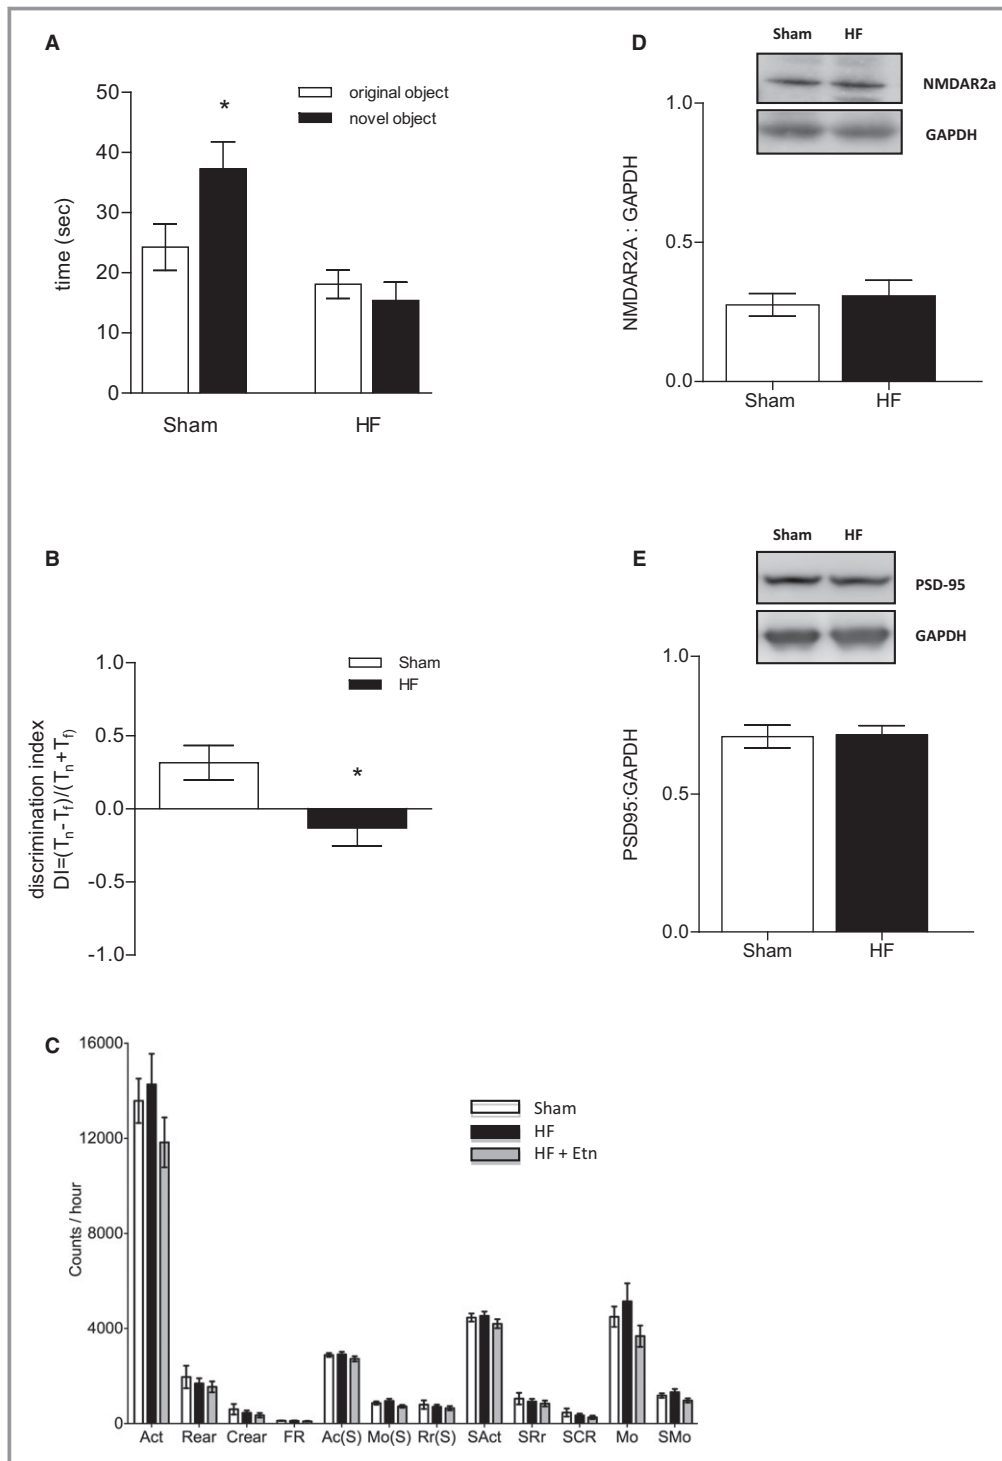 A
50
40
30
20
10
0
time (sec)
*
original object
novel object
Sham HF
B
1.0
0.5
0.0
-0.5
-1.0
discrimination index
DI=(Tn-Tf)/(Tn+Tf)
Sham
HF
*
C
16000
12000
8000
4000
0
Counts / hour
Sham
HF
HF + Etn
Act Rear Crear FR Ac(S) Mo(S) Rr(S) SAct SRr SCR Mo SMo
D
Sham HF
NMDAR2a
GAPDH
1.0
0.5
0.0
NMDAR2A : GAPDH
Sham HF
E
Sham HF
PSD-95
GAPDH
1.0
0.5
0.0
PSD95:GAPDH
Sham HF